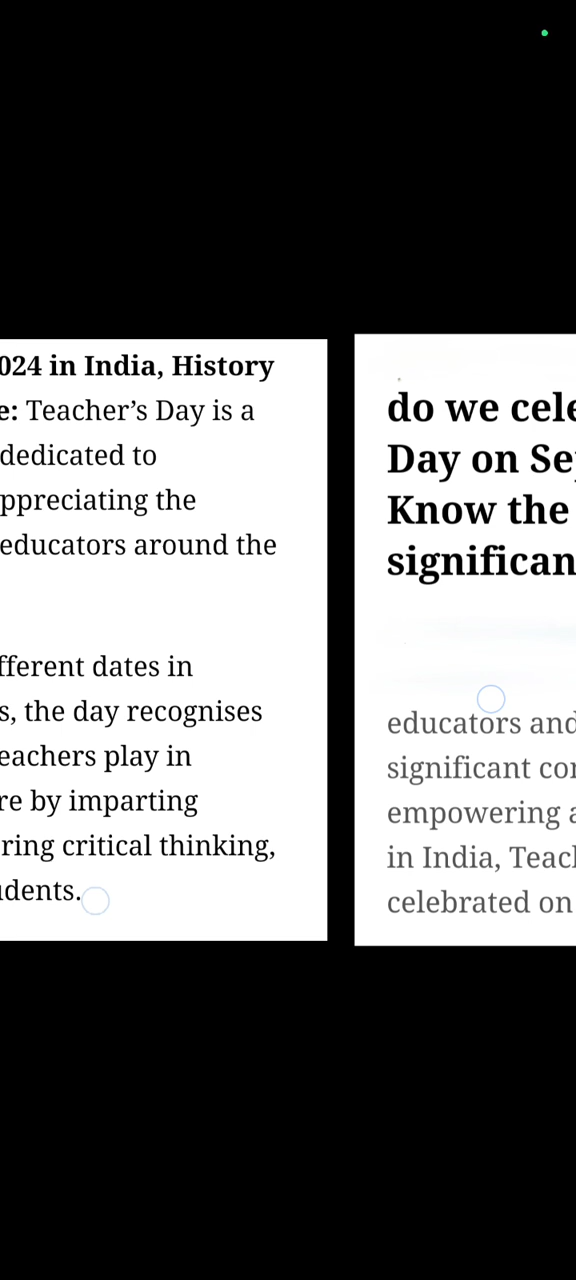 024 in India, History
e: Teacher's Day is a
dedicated to
ppreciating the
educators around the
fferent dates in
s, the day recognises
eachers play in
re by imparting
ring critical thinking,
dents.
do we cele
Day on Se
Know the
significan
educators and
significant co
empowering a
in India, Teac
celebrated on